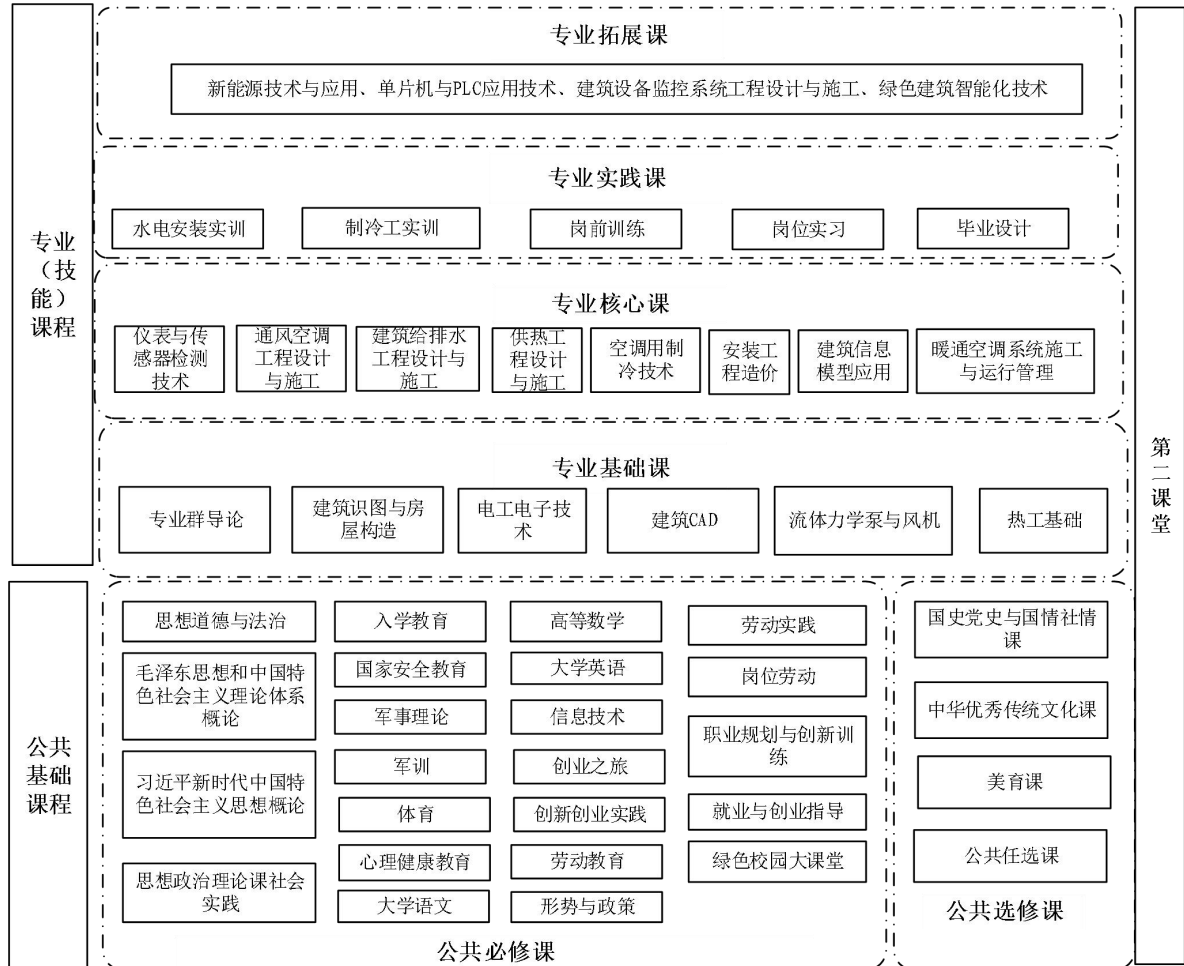 专业拓展课
新能源技术与应用、单片机与PLC应用技术、建筑设备监控系统工程设计与施工、绿色建筑智能化技术
专业实践课
水电安装实训
制冷工实训
岗前训练
岗位实习
毕业设计
专业
（技
能）
课程
专业核心课
仪表与传
感器检测
技术
通风空调
工程设计
与施工
建筑给排水
工程设计与
施工
供热工
程设计
与施工
空调用制
冷技术
安装工
程造价
建筑信息
模型应用
暖通空调系统施工
与运行管理
专业基础课
专业群导论
建筑识图与房
屋构造
电工电子技
术
建筑CAD
流体力学泵与风机
热工基础
第
二
课
堂
公共
基础
课程
思想道德与法治
毛泽东思想和中国特
色社会主义理论体系
概论
习近平新时代中国特
色社会主义思想概论
思想政治理论课社会
实践
入学教育
国家安全教育
军事理论
军训
体育
心理健康教育
大学语文
高等数学
大学英语
信息技术
创业之旅
创新创业实践
劳动教育
形势与政策
劳动实践
岗位劳动
职业规划与创新训
练
就业与创业指导
绿色校园大课堂
公共必修课
国史党史与国情社情
课
中华优秀传统文化课
美育课
公共任选课
公共选修课